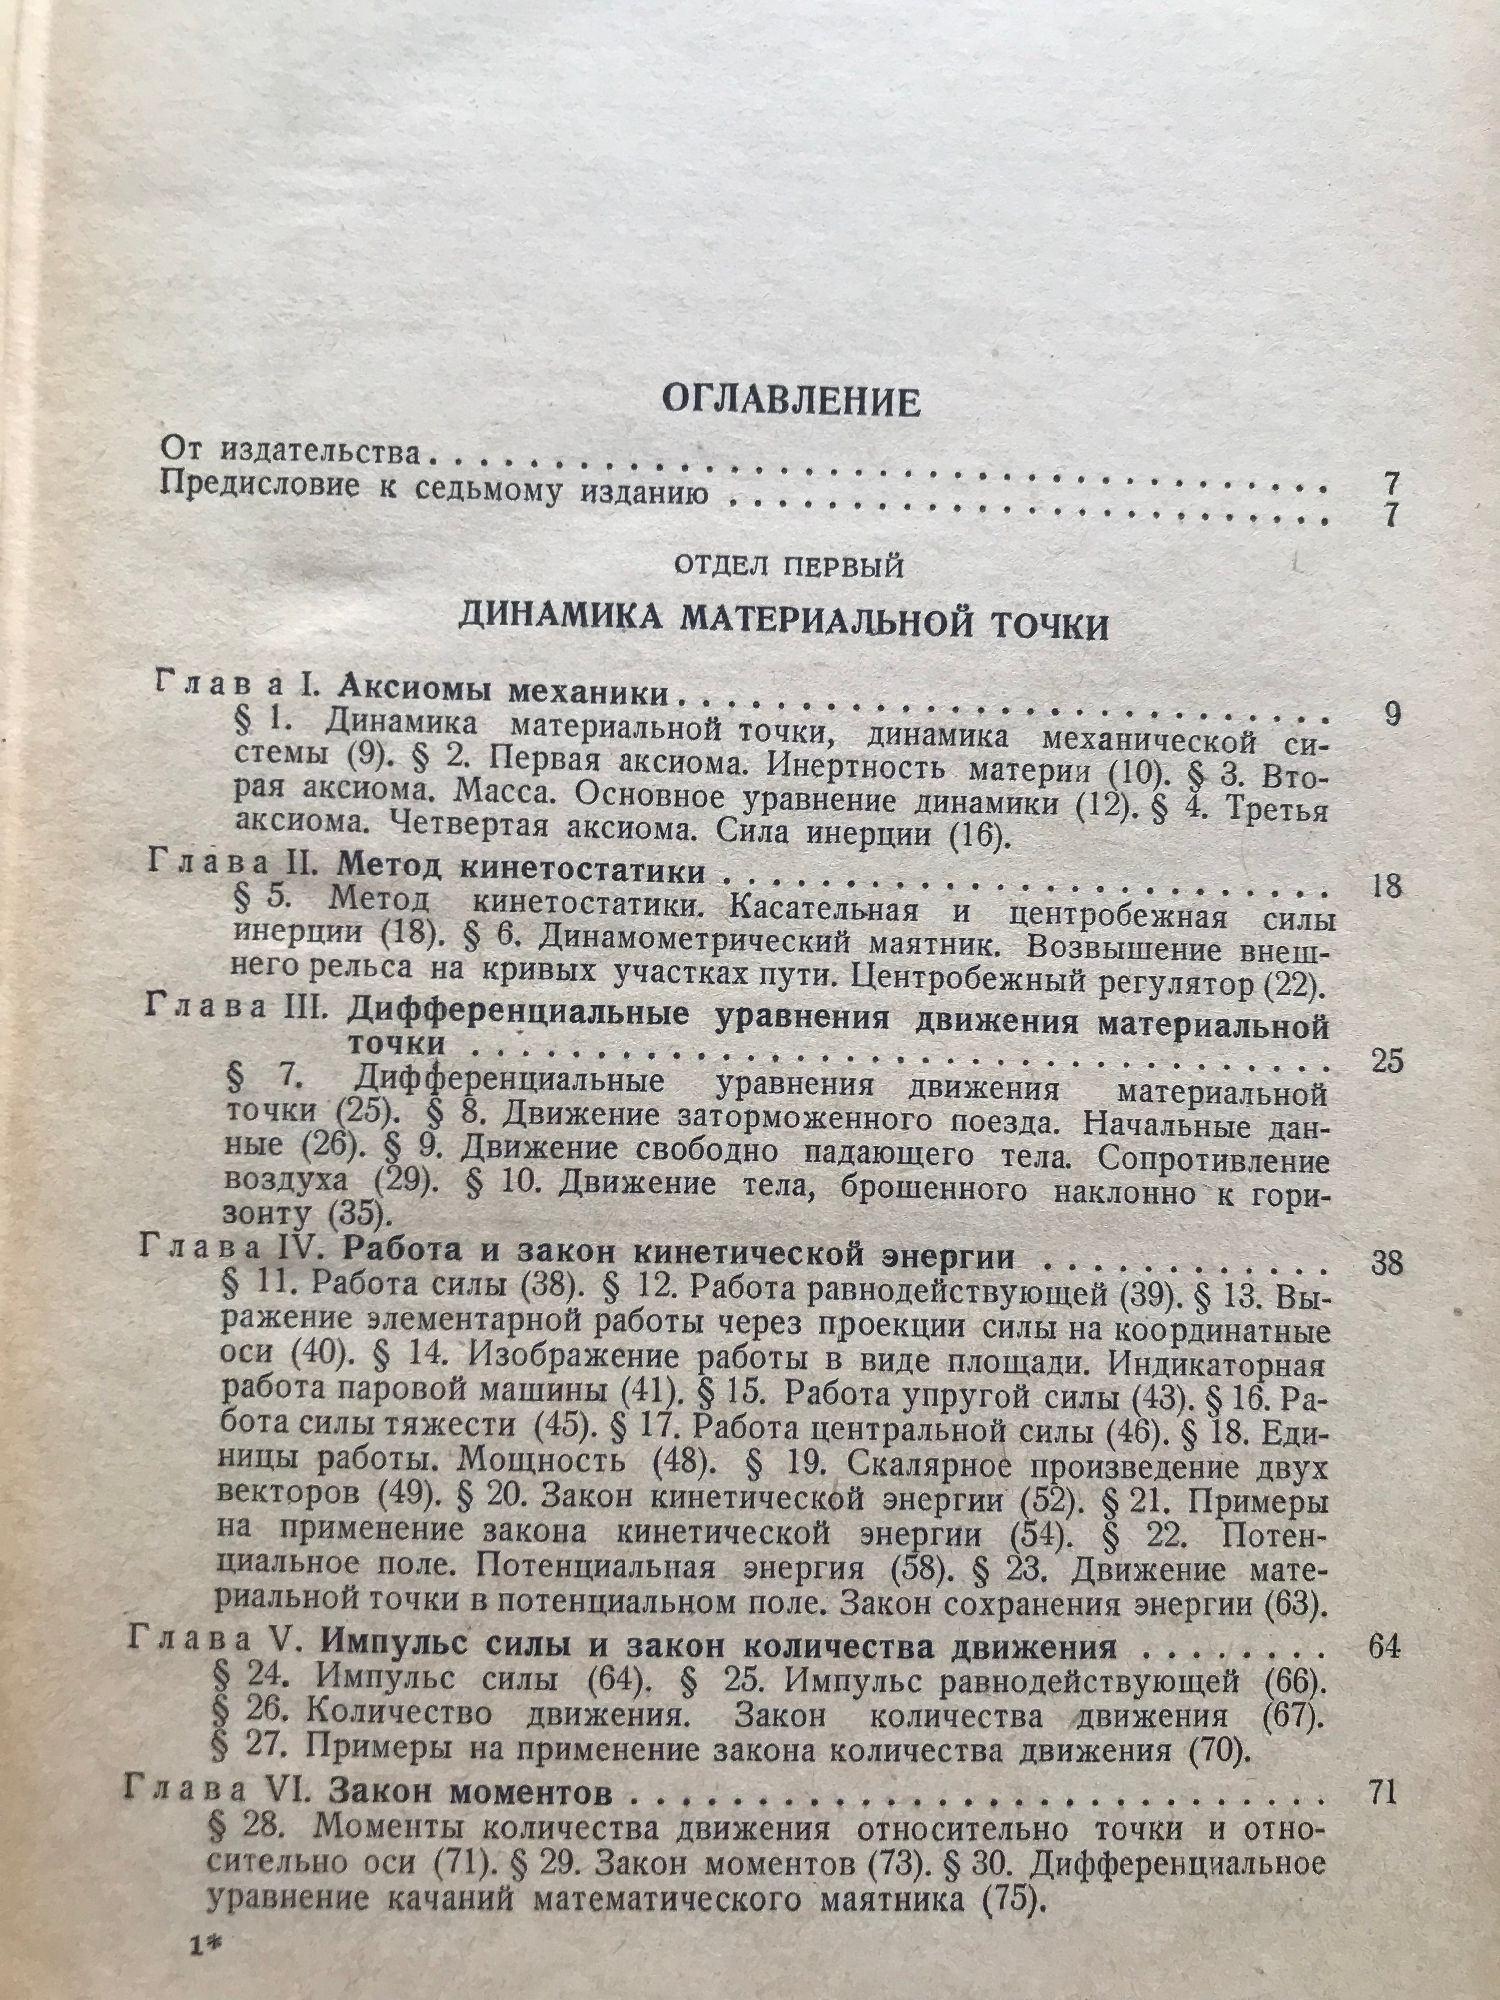 ОГЛАВЛЕНИЕ
От издательства . . . . . . . . . . . . . . . . . . . . . . . . . . . 7
Предисловие к седьмому изданию . . . . . . . . . . . . . . . . . . 7
ОТДЕЛ ПЕРВЫЙ
ДИНАМИКА МАТЕРИАЛЬНОЙ ТОЧКИ
Глава I. Аксиомы механики . . . . . . . . . . . . . . . . . . . . 9
§ 1. Динамика материальной точки, динамика механической си-
стемы (9). § 2. Первая аксиома. Инертность материи (10). § 3. Вто-
рая аксиома. Масса. Основное уравнение динамики (12). § 4. Третья
аксиома. Четвертая аксиома. Сила инерции (16).
Глава II. Метод кинетостатики . . . . . . . . . . . . . . . . . . . 18
§ 5. Метод кинетостатики. Касательная и центробежная силы
инерции (18). § 6. Динамометрический маятник. Возвышение внеш-
него рельса на кривых участках пути. Центробежный регулятор (22).
Глава III. Дифференциальные уравнения движения материальной
точки . . . . . . . . . . . . . . . . . . . . . . . . . . 25
§ 7. Дифференциальные уравнения движения материальной
точки (25). § 8. Движение заторможенного поезда. Начальные дан-
ные (26). § 9. Движение свободно падающего тела. Сопротивление
воздуха (29). § 10. Движение тела, брошенного наклонно к гори-
зонту (35).
Глава IV. Работа и закон кинетической энергии . . . . . . . . . . . . 38
§ 11. Работа силы (38). § 12. Работа равнодействующей (39). § 13. Вы-
ражение элементарной работы через проекции силы на координатные
оси (40). § 14. Изображение работы в виде площади. Индикаторная
работа паровой машины (41). § 15. Работа упругой силы (43). § 16. Ра-
бота силы тяжести (45). § 17. Работа центральной силы (46). § 18. Еди-
ницы работы. Мощность (48). § 19. Скалярное произведение двух
векторов (49). § 20. Закон кинетической энергии (52). § 21. Примеры
на применение закона кинетической энергии (54). § 22. Потен-
циальное поле. Потенциальная энергия (58). § 23. Движение мате-
риальной точки в потенциальном поле. Закон сохранения энергии (63).
Глава V. Импульс силы и закон количества движения . . . . . . . . 64
§ 24. Импульс силы (64). § 25. Импульс равнодействующей (66).
§ 26. Количество движения. Закон количества движения (67).
§ 27. Примеры на применение закона количества движения (70).
Глава VI. Закон моментов . . . . . . . . . . . . . . . . . . . . . 71
§ 28. Моменты количества движения относительно точки и отно-
сительно оси (71). § 29. Закон моментов (73). § 30. Дифференциальное
уравнение качаний математического маятника (75).
1*